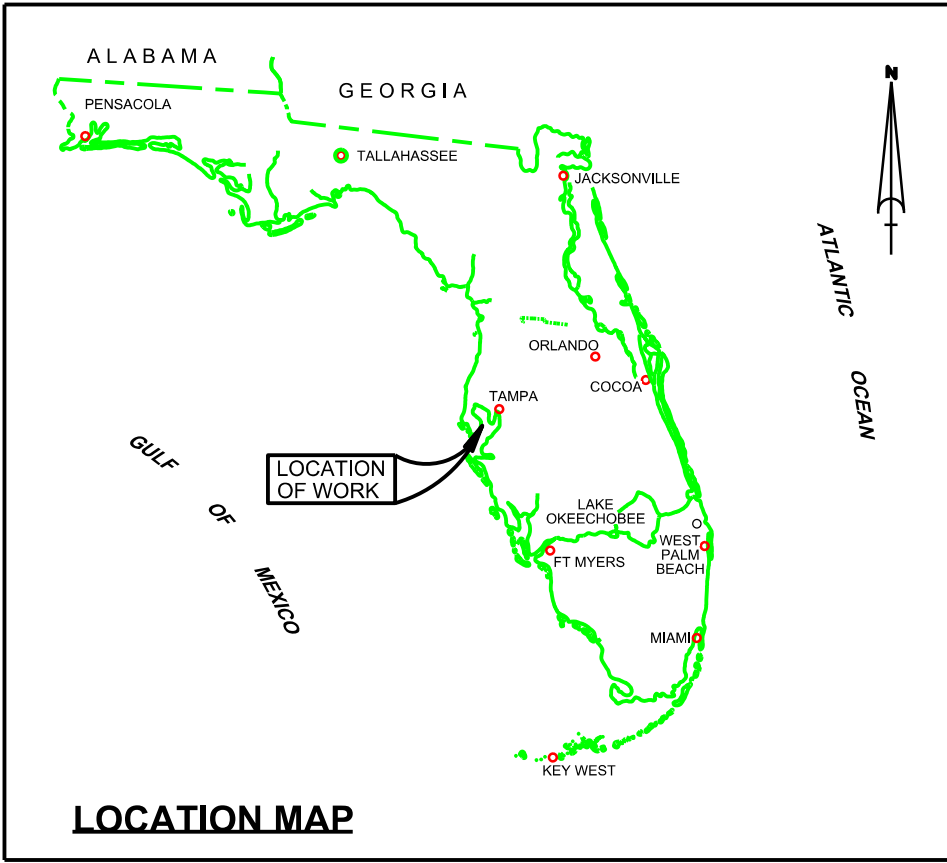 ALABAMA
GEORGIA
PENSACOLA
TALLAHASSEE
JACKSONVILLE
N
ATLANTIC
OCEAN
ORLANDO
COCOA
TAMPA
GULF
OF
MEXICO
LOCATION
OF WORK
LAKE
OKEECHOBEE
WEST
PALM
BEACH
FT MYERS
MIAMI
KEY WEST
LOCATION MAP